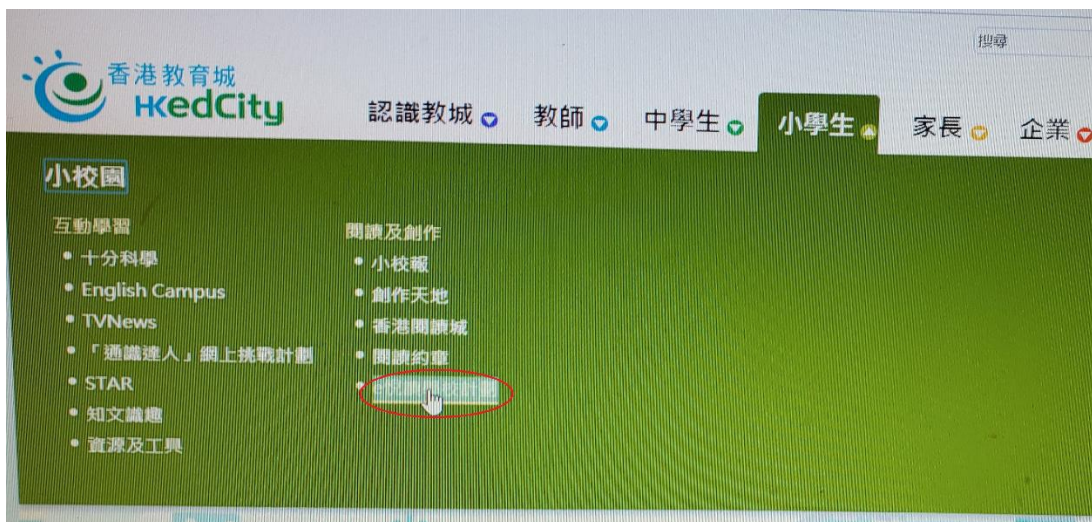 搜尋
香港教育城
HKedCity
認識教城
教師
中學生
小學生
家長
企業
小校園
互動學習
十分科學
English Campus
TVNews
「通識達人」網上挑戰計劃
STAR
知文識趣
資源及工具
閱讀及創作
小校報
創作天地
香港閱讀城
閱讀約章